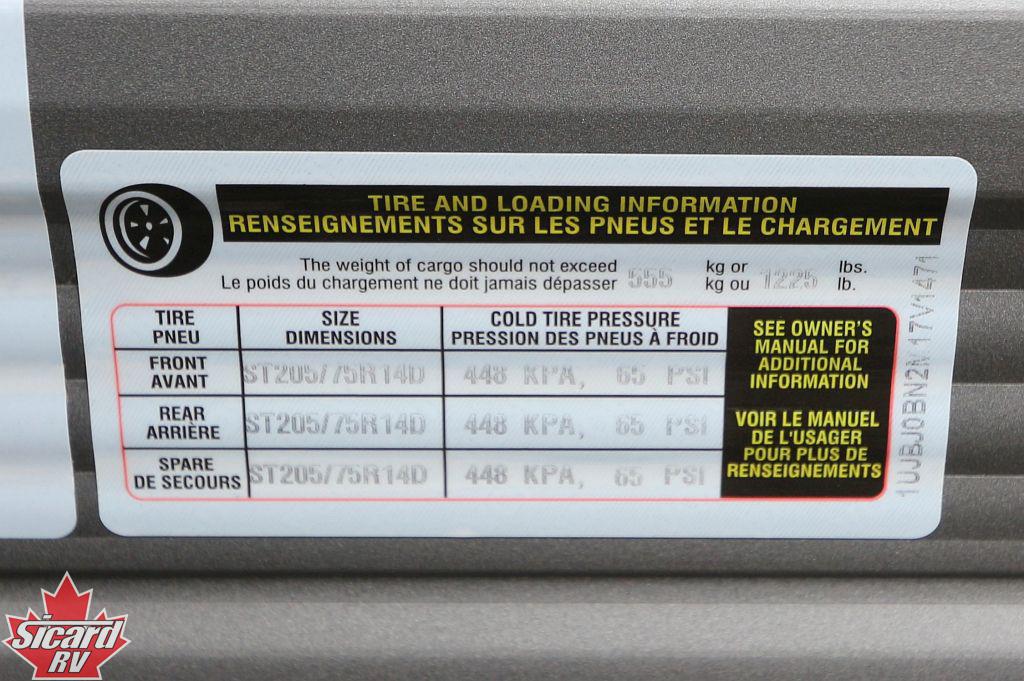 TIRE AND LOADING INFORMATION
RENSEIGNEMENTS SUR LES PNEUS ET LE CHARGEMENT
The weight of cargo should not exceed 555 kg or 1225 lbs.
Le poids du chargement ne doit jamais dépasser kg ou lb.
TIRE PNEU SIZE DIMENSIONS COLD TIRE PRESSURE PRESSION DES PNEUS À FROID
FRONT AVANT ST205/75R14D 448 KPA, 65 PSI
REAR ARRIÈRE ST205/75R14D 448 KPA, 65 PSI
SPARE DE SECOURS ST205/75R14D 448 KPA, 65 PSI
SEE OWNER'S
MANUAL FOR
ADDITIONAL
INFORMATION
VOIR LE MANUEL
DE L'USAGER
POUR PLUS DE
RENSEIGNEMENTS
1UJBJ0BN2M17V1471
Sicard
RV